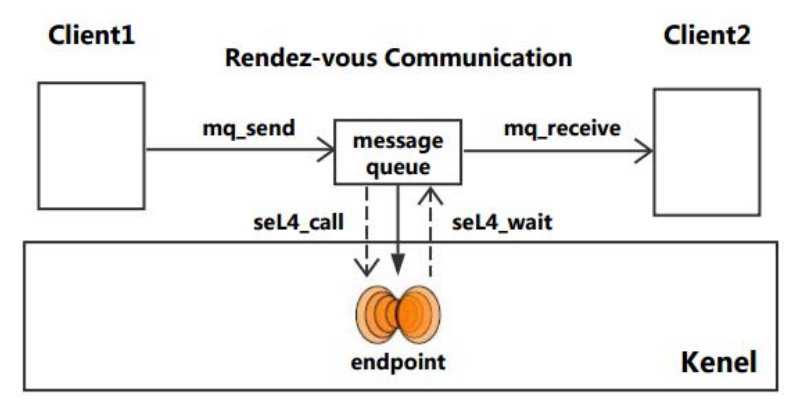 Client1
Client2
Rendez-vous Communication
mq_send
message
queue
mq_receive
seL4_call
seL4_wait
endpoint
Kenel